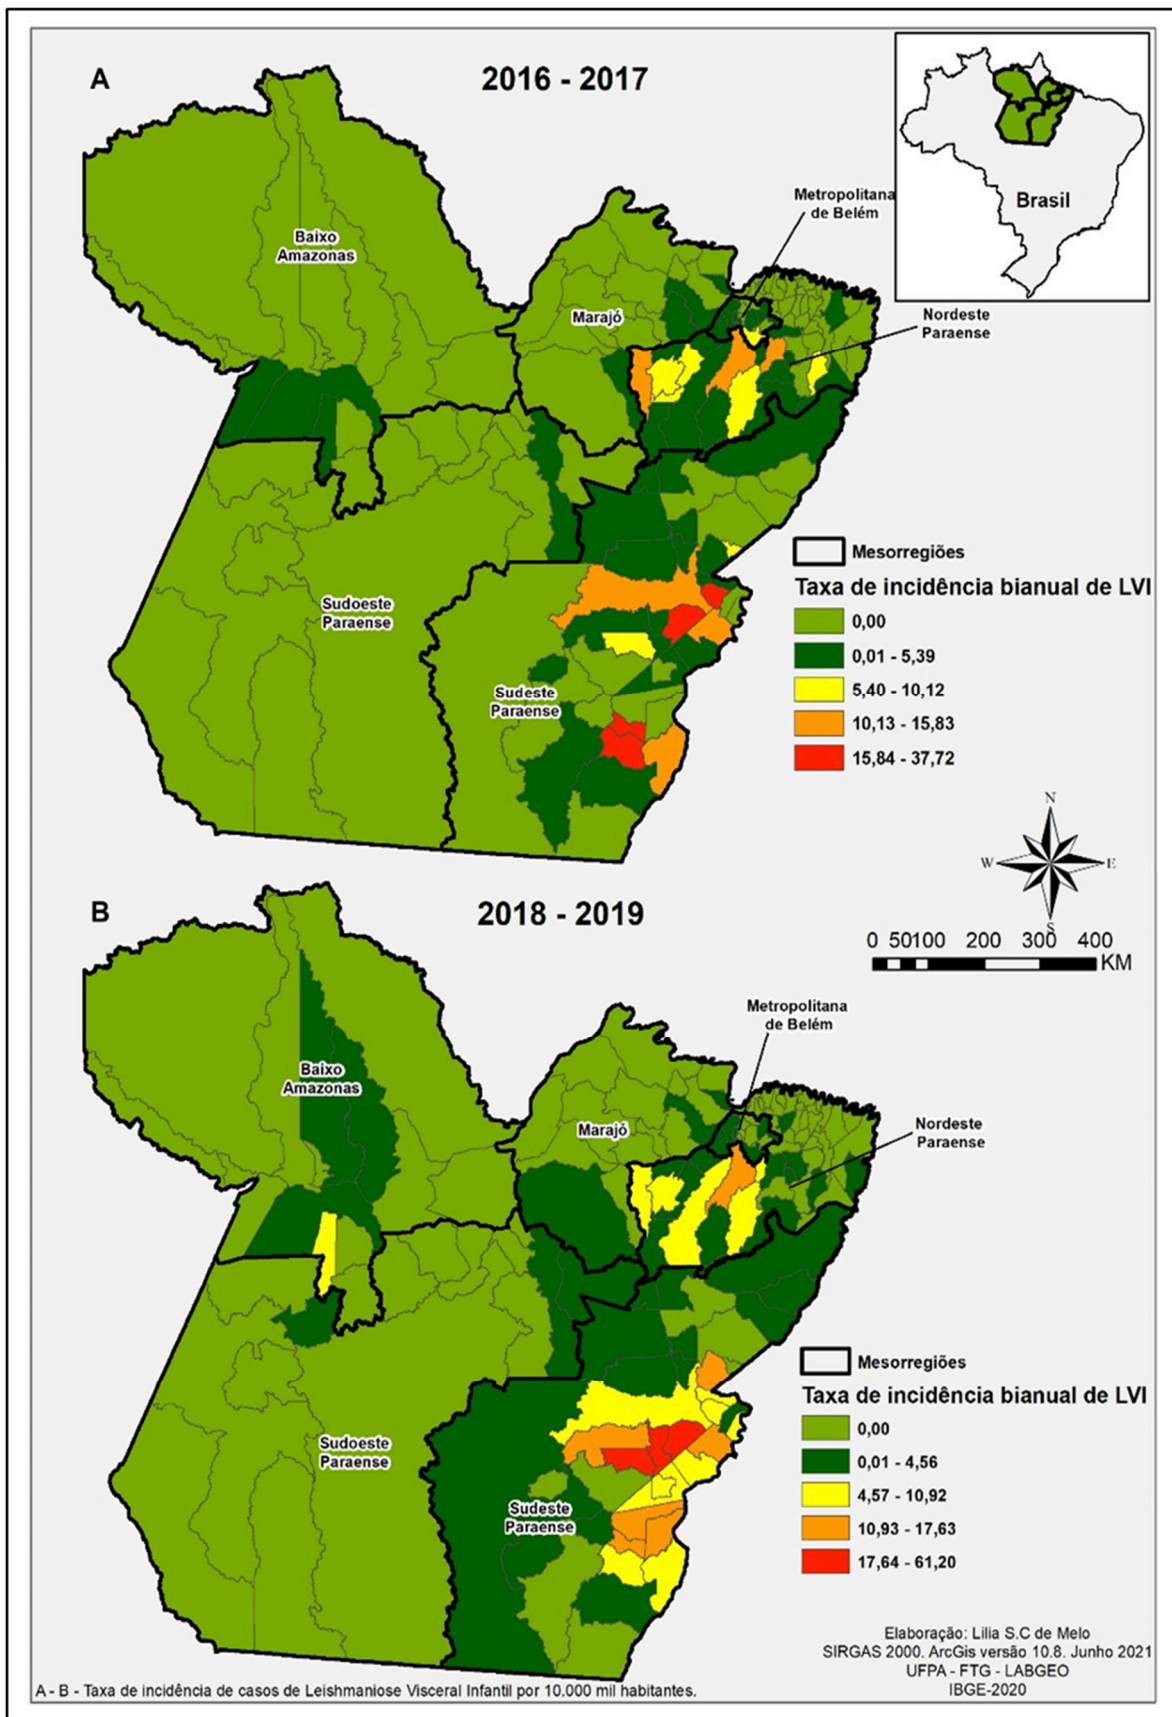 A
2016 - 2017
Brasil
Metropolitana
de Belém
Baixo
Amazonas
Marajó
Nordeste
Paraense
Sudoeste
Paraense
Sudeste
Paraense
Mesorregiões
Taxa de incidência bianual de LVI
0,00
0,01 - 5,39
5,40 - 10,12
10,13 - 15,83
15,84 - 37,72
N
W
E
S
0 50100 200 300 400
KM
B
2018 - 2019
Metropolitana
de Belém
Baixo
Amazonas
Marajó
Nordeste
Paraense
Sudoeste
Paraense
Sudeste
Paraense
Mesorregiões
Taxa de incidência bianual de LVI
0,00
0,01 - 4,56
4,57 - 10,92
10,93 - 17,63
17,64 - 61,20
Elaboração: Lilia S.C de Melo
SIRGAS 2000. ArcGis versão 10.8. Junho 2021
UFPA - FTG - LABGEO
IBGE-2020
A - B - Taxa de incidência de casos de Leishmaniose Visceral Infantil por 10.000 mil habitantes.